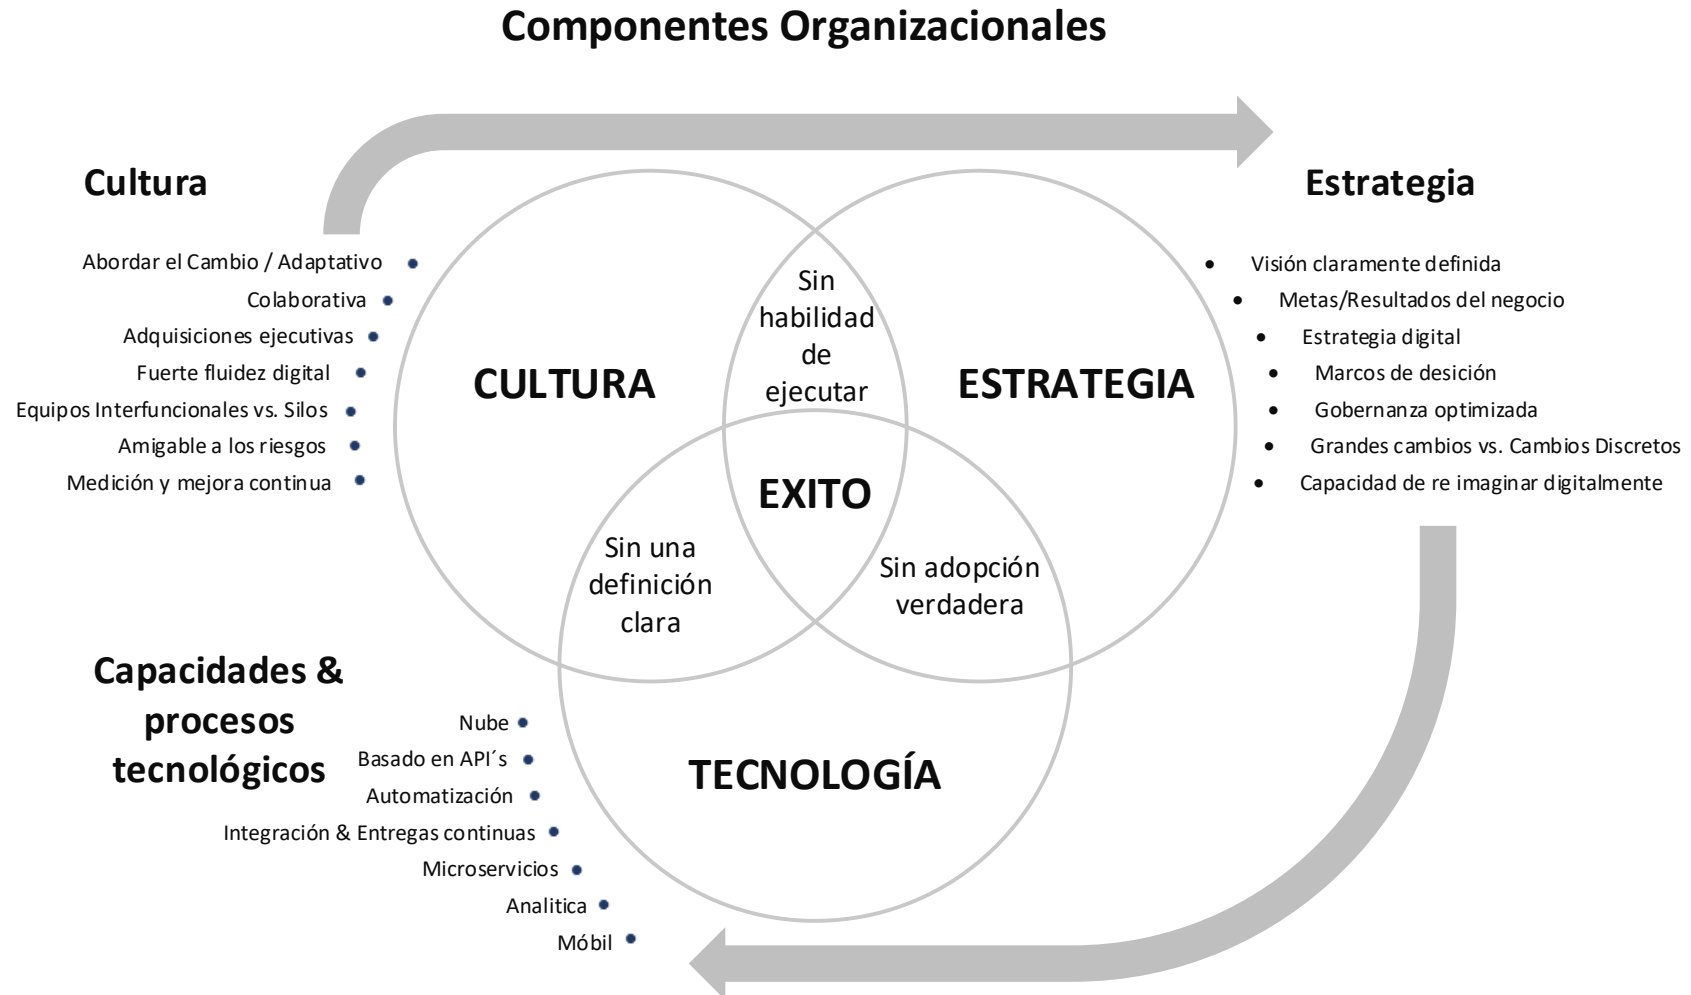 Componentes Organizacionales
Cultura
Abordar el Cambio / Adaptativo
Colaborativa
Adquisiciones ejecutivas
Fuerte fluidez digital
Equipos Interfuncionales vs. Silos
Amigable a los riesgos
Medición y mejora continua
CULTURA
Sin
habilidad
de
ejecutar
ESTRATEGIA
EXITO
Sin una
definición
clara
Sin adopción
verdadera
TECNOLOGÍA
Estrategia
Visión claramente definida
Metas/Resultados del negocio
Estrategia digital
Marcos de desición
Gobernanza optimizada
Grandes cambios vs. Cambios Discretos
Capacidad de re imaginar digitalmente
Capacidades &
procesos
tecnológicos
Nube
Basado en API´s
Automatización
Integración & Entregas continuas
Microservicios
Analitica
Móbil